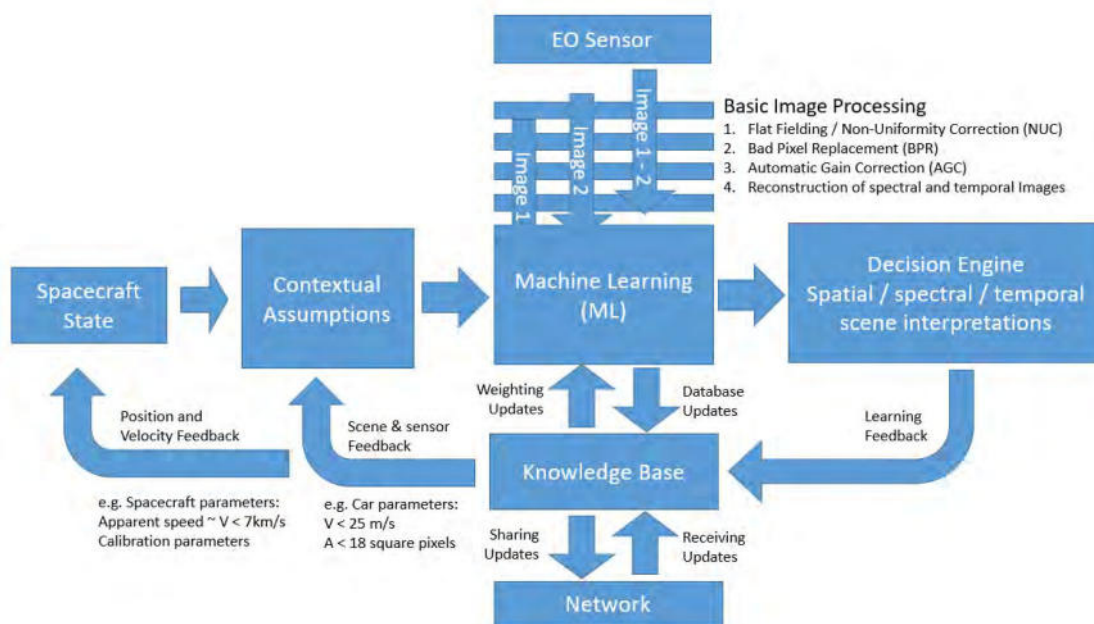 EO Sensor
Image 1
Image 2
Image 1 - 2
Basic Image Processing
1. Flat Fielding / Non-Uniformity Correction (NUC)
2. Bad Pixel Replacement (BPR)
3. Automatic Gain Correction (AGC)
4. Reconstruction of spectral and temporal Images
Spacecraft
State
Contextual
Assumptions
Machine Learning
(ML)
Decision Engine
Spatial / spectral / temporal
scene interpretations
Position and
Velocity Feedback
Scene & sensor
Feedback
Weighting
Updates
Database
Updates
Learning
Feedback
Knowledge Base
e.g. Spacecraft parameters:
Apparent speed ~ V < 7km/s
Calibration parameters
e.g. Car parameters:
V < 25 m/s
A < 18 square pixels
Sharing
Updates
Receiving
Updates
Network